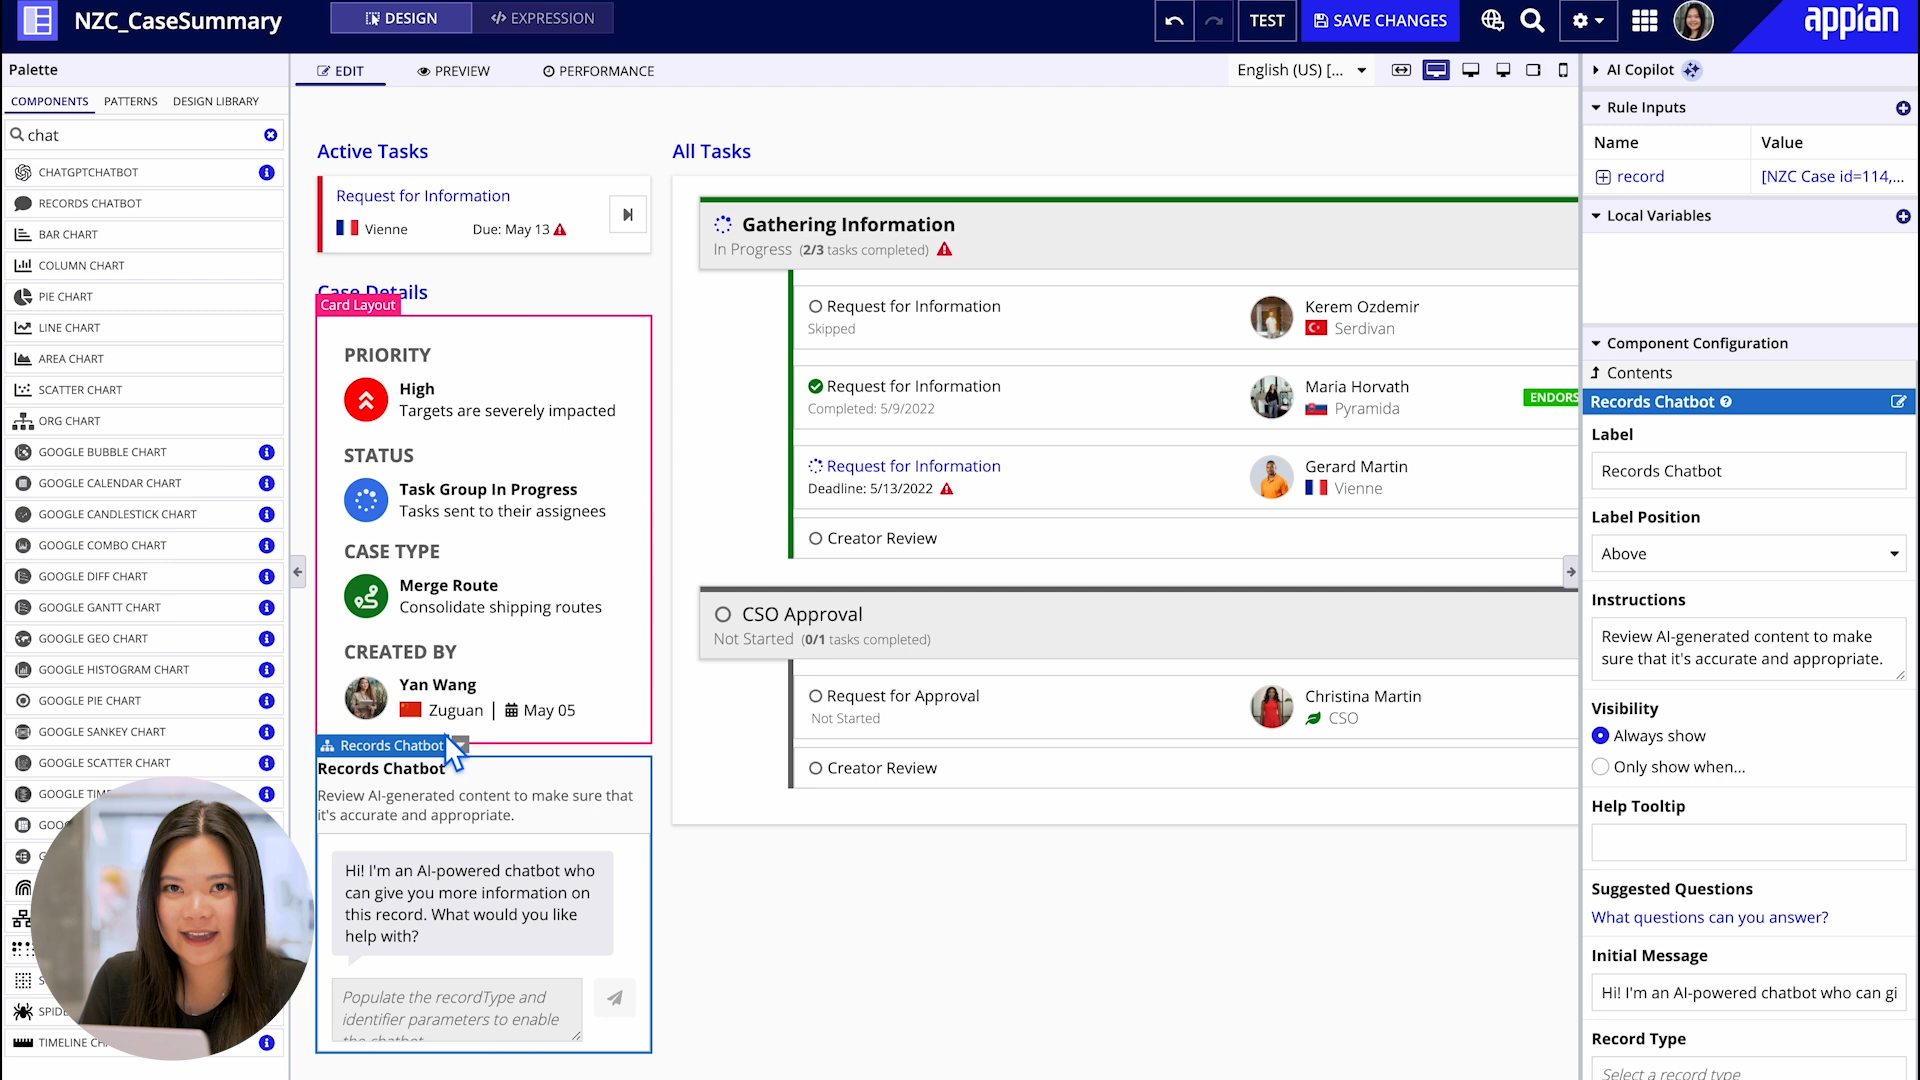 NZC_CaseSummary
DESIGN
</> EXPRESSION
TEST
SAVE CHANGES
appian
Palette
COMPONENTS
PATTERNS
DESIGN LIBRARY
chat
CHATGPTCHATBOT
RECORDS CHATBOT
BAR CHART
COLUMN CHART
PIE CHART
LINE CHART
AREA CHART
SCATTER CHART
ORG CHART
GOOGLE BUBBLE CHART
GOOGLE CALENDAR CHART
GOOGLE CANDLESTICK CHART
GOOGLE COMBO CHART
GOOGLE DIFF CHART
GOOGLE GANTT CHART
GOOGLE GEO CHART
GOOGLE HISTOGRAM CHART
GOOGLE PIE CHART
GOOGLE SANKEY CHART
GOOGLE SCATTER CHART
GOOGLE
TIMELINE
EDIT
PREVIEW
PERFORMANCE
English (US) [...
Active Tasks
Request for Information
Vienne
Due: May 13
Case Details
Card Layout
PRIORITY
High
Targets are severely impacted
STATUS
Task Group In Progress
Tasks sent to their assignees
CASE TYPE
Merge Route
Consolidate shipping routes
CREATED BY
Yan Wang
Zuguan | May 05
Records Chatbot
Records Chatbot
Review AI-generated content to make sure that
it's accurate and appropriate.
Hi! I'm an AI-powered chatbot who
can give you more information on
this record. What would you like
help with?
Populate the recordType and
identifier parameters to enable
the chatbot
All Tasks
Gathering Information
In Progress (2/3 tasks completed)
Request for Information
Skipped
Kerem Ozdemir
Serdivan
Request for Information
Completed: 5/9/2022
Maria Horvath
Pyramida
ENDORS
Request for Information
Deadline: 5/13/2022
Gerard Martin
Vienne
Creator Review
CSO Approval
Not Started (0/1 tasks completed)
Request for Approval
Not Started
Christina Martin
CSO
Creator Review
AI Copilot
Rule Inputs
Name
Value
record
[NZC Case id=114,...
Local Variables
Component Configuration
Contents
Records Chatbot
Label
Records Chatbot
Label Position
Above
Instructions
Review AI-generated content to make
sure that it's accurate and appropriate.
Visibility
Always show
Only show when...
Help Tooltip
Suggested Questions
What questions can you answer?
Initial Message
Hi! I'm an AI-powered chatbot who can gi
Record Type
Select a record type